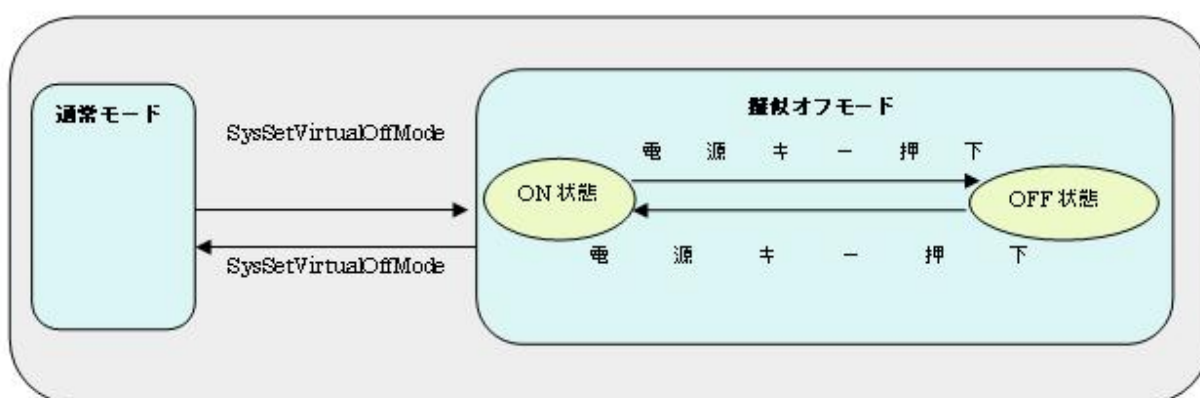 通常モード
SysSetVirtualOffMode
SysSetVirtualOffMode
擬似オフモード
電源キー押下
ON 状態
OFF 状態
電源キー押下